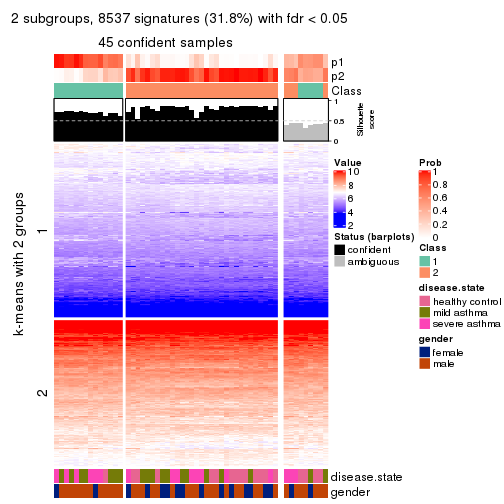 2 subgroups, 8537 signatures (31.8%) with fdr < 0.05
45 confident samples
p1
p2
Class
1
0.5
0
Silhouette
score
k-means with 2 groups
1
2
disease.state
gender
Value
10
8
6
4
2
Status (barplots)
confident
ambiguous
Prob
1
0.8
0.6
0.4
0.2
0
Class
1
2
disease.state
healthy control
mild asthma
severe asthma
gender
female
male